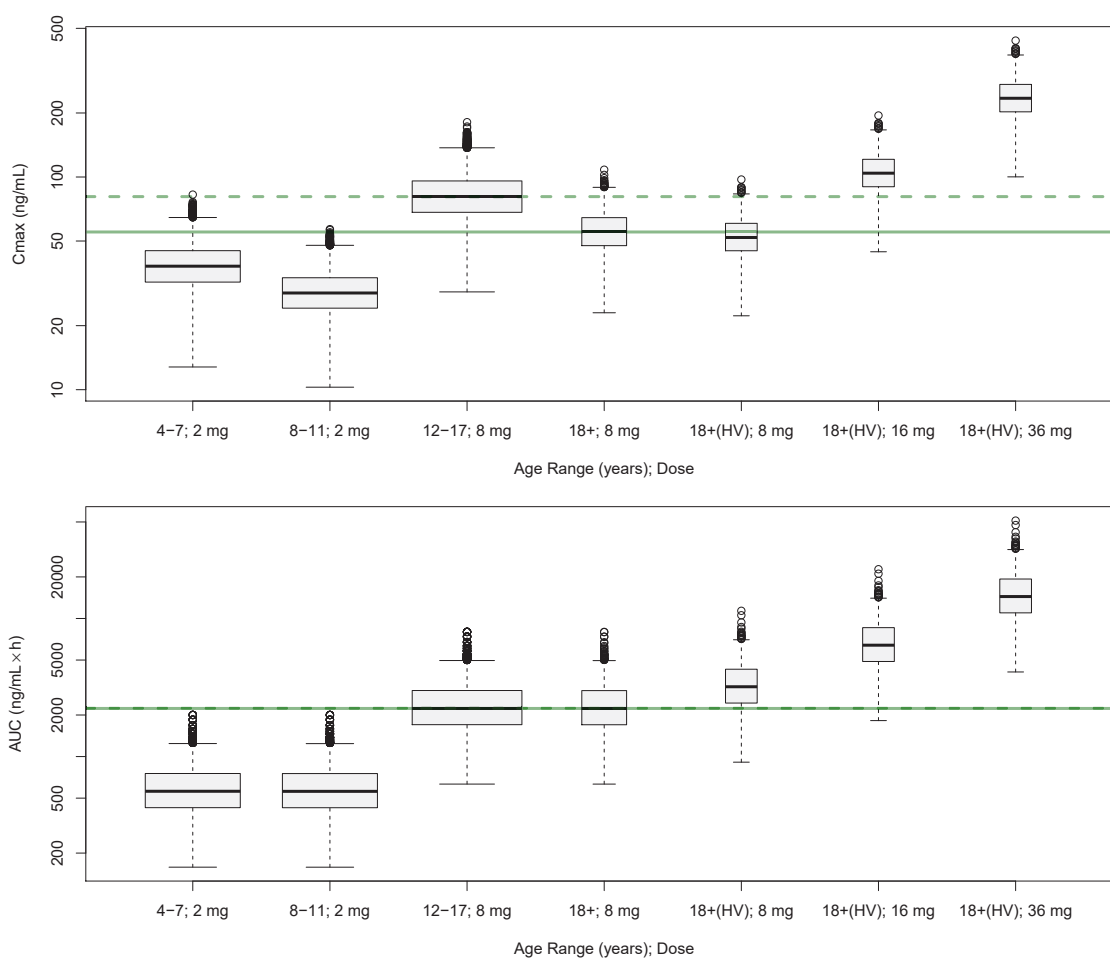 500
200
100
50
20
10
Cmax (ng/mL)
4−7; 2 mg 8−11; 2 mg 12−17; 8 mg 18+; 8 mg 18+(HV); 8 mg 18+(HV); 16 mg 18+(HV); 36 mg
Age Range (years); Dose
20000
5000
2000
500
200
AUC (ng/mL×h)
4−7; 2 mg 8−11; 2 mg 12−17; 8 mg 18+; 8 mg 18+(HV); 8 mg 18+(HV); 16 mg 18+(HV); 36 mg
Age Range (years); Dose